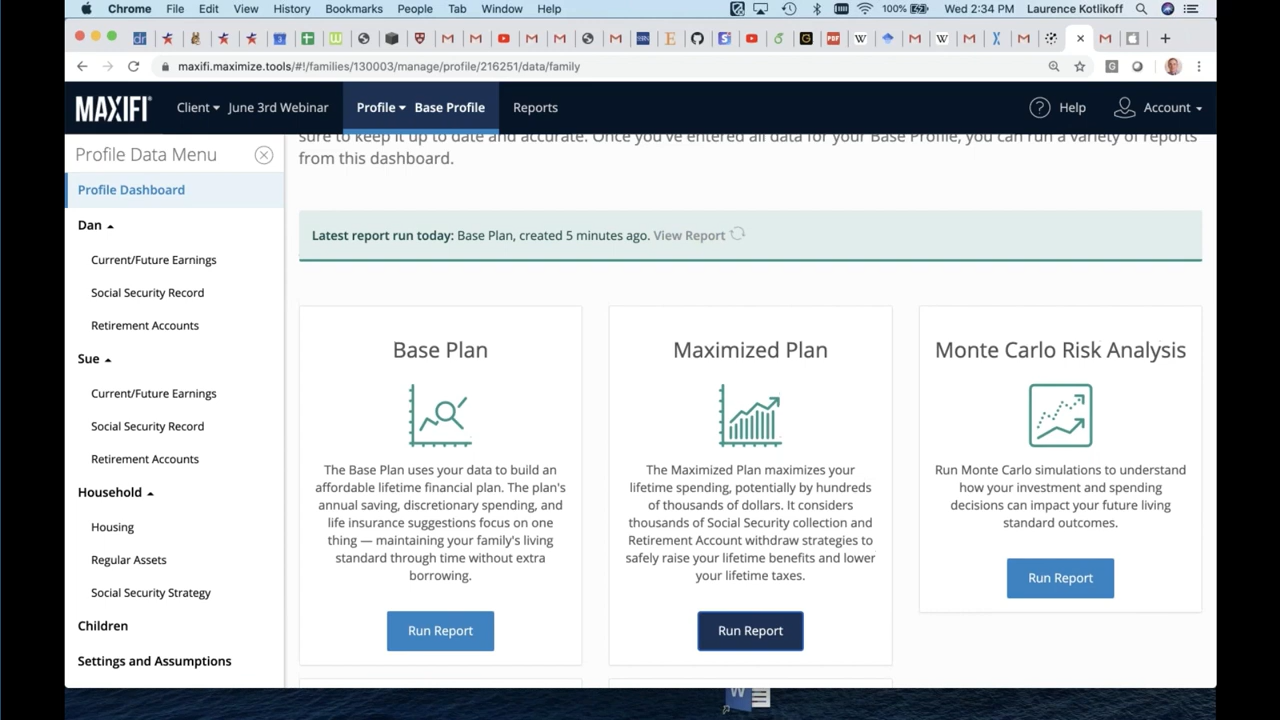 Chrome File Edit View History Bookmarks People Tab Window Help 100% Wed 2:34 PM Laurence Kotlikoff
maxifi.maximize.tools/#!/families/130003/manage/profile/216251/data/family
MAXIFI Client June 3rd Webinar Profile Base Profile Reports Help Account
sure to keep it up to date and accurate. Once you've entered all data for your Base Profile, you can run a variety of reports
from this dashboard.
Profile Data Menu
Profile Dashboard
Dan
Current/Future Earnings
Social Security Record
Retirement Accounts
Sue
Current/Future Earnings
Social Security Record
Retirement Accounts
Household
Housing
Regular Assets
Social Security Strategy
Children
Settings and Assumptions
Latest report run today: Base Plan, created 5 minutes ago. View Report
Base Plan
The Base Plan uses your data to build an
affordable lifetime financial plan. The plan's
annual saving, discretionary spending, and
life insurance suggestions focus on one
thing — maintaining your family's living
standard through time without extra
borrowing.
Run Report
Maximized Plan
The Maximized Plan maximizes your
lifetime spending, potentially by hundreds
of thousands of dollars. It considers
thousands of Social Security collection and
Retirement Account withdraw strategies to
safely raise your lifetime benefits and lower
your lifetime taxes.
Run Report
Monte Carlo Risk Analysis
Run Monte Carlo simulations to understand
how your investment and spending
decisions can impact your future living
standard outcomes.
Run Report